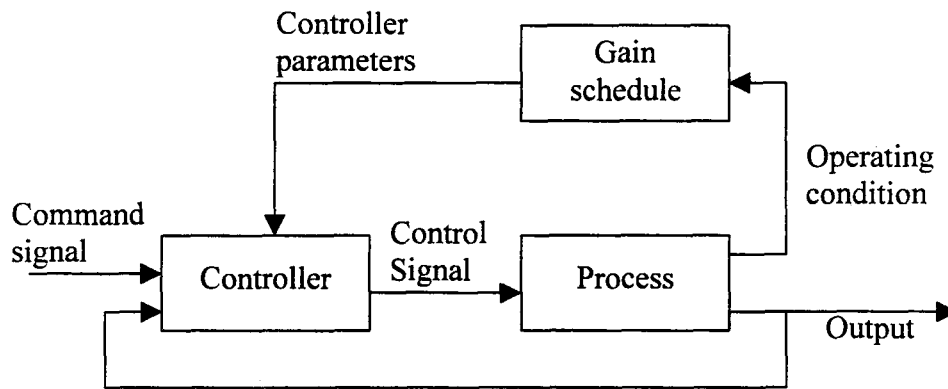 Controller
parameters
Gain
schedule
Operating
condition
Command
signal
Controller
Control
Signal
Process
Output